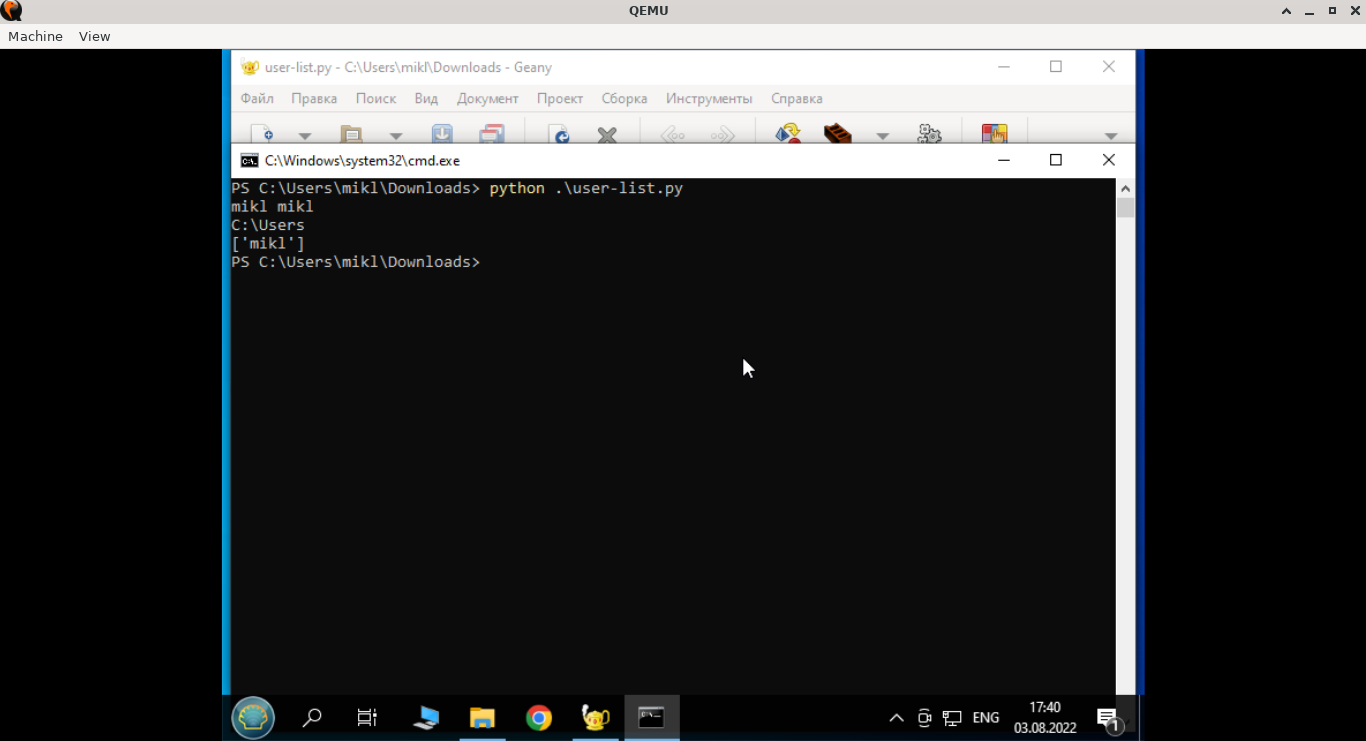 QEMU
Machine View
user-list.py - C:\Users\mikl\Downloads - Geany
Файл Правка Поиск Вид Документ Проект Сборка Инструменты Справка
C:\Windows\system32\cmd.exe
PS C:\Users\mikl\Downloads> python .\user-list.py
mikl mikl
C:\Users
['mikl']
PS C:\Users\mikl\Downloads>
ENG
17:40
03.08.2022
1